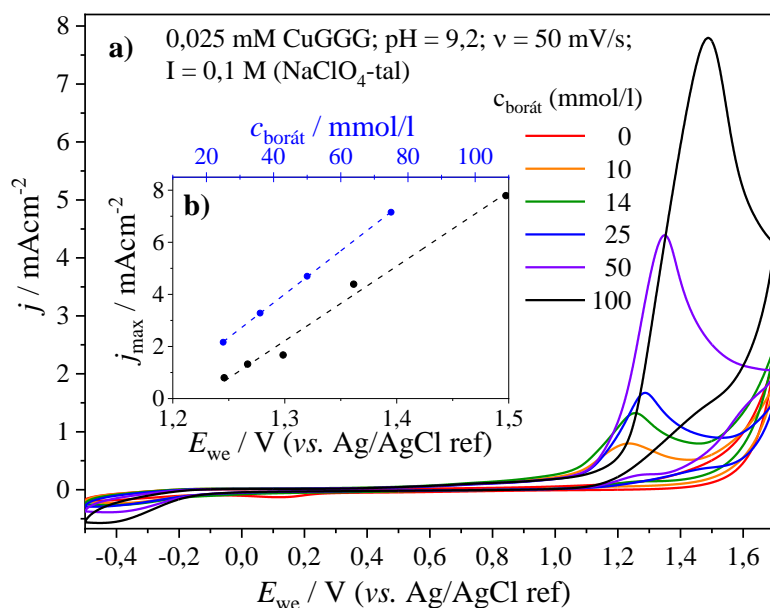 a)
0,025 mM CuGGG; pH = 9,2; ν = 50 mV/s;
I = 0,1 M (NaClO₄-tal)
c_borát (mmol/l)
0
10
14
25
50
100
c_borát / mmol/l
25 50 75 100
b)
j_max / mAcm⁻²
8
6
4
2
0
1,2 1,3 1,4 1,5
E_we / V (vs. Ag/AgCl ref)
j / mAcm⁻²
8
7
6
5
4
3
2
1
0
-0,4 -0,2 0,0 0,2 0,4 0,6 0,8 1,0 1,2 1,4 1,6
E_we / V (vs. Ag/AgCl ref)